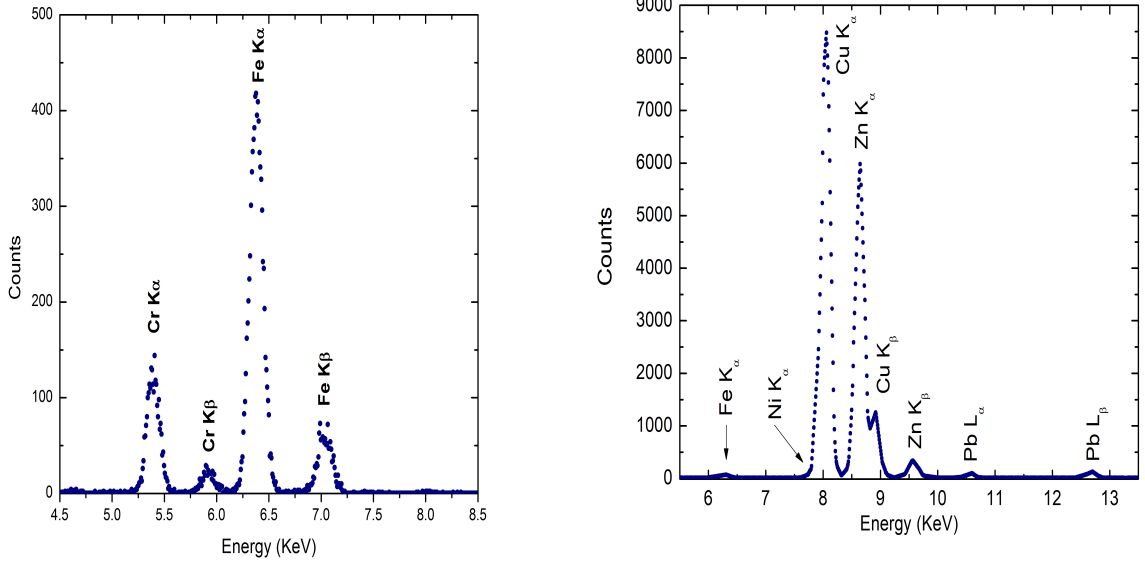 500
400
300
200
100
0
Counts
Cr Kα
Cr Kβ
Fe Kα
Fe Kβ
4.5 5.0 5.5 6.0 6.5 7.0 7.5 8.0 8.5
Energy (KeV)
9000
8000
7000
6000
5000
4000
3000
2000
1000
0
Counts
Fe Kα
Ni Kα
Cu Kα
Zn Kα
Cu Kβ
Zn Kβ
Pb Lα
Pb Lβ
6 7 8 9 10 11 12 13
Energy (KeV)